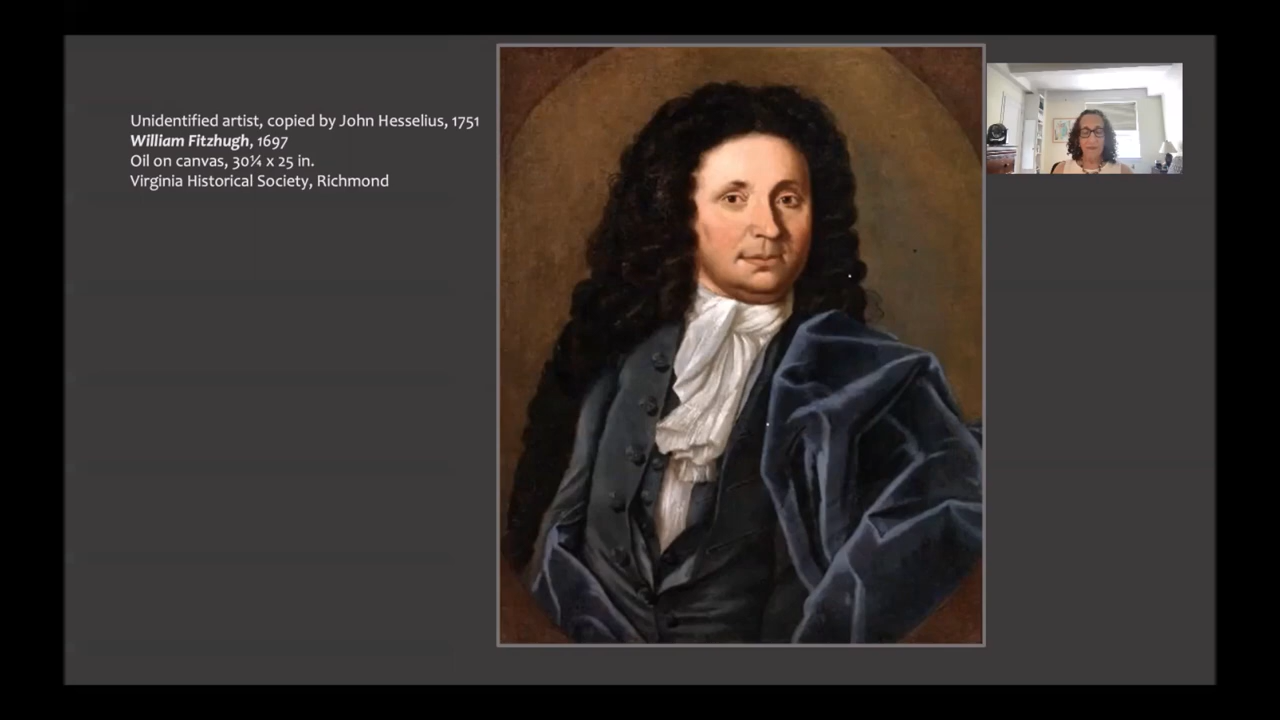 Unidentified artist, copied by John Hesselius, 1751
William Fitzhugh, 1697
Oil on canvas, 30¼ x 25 in.
Virginia Historical Society, Richmond